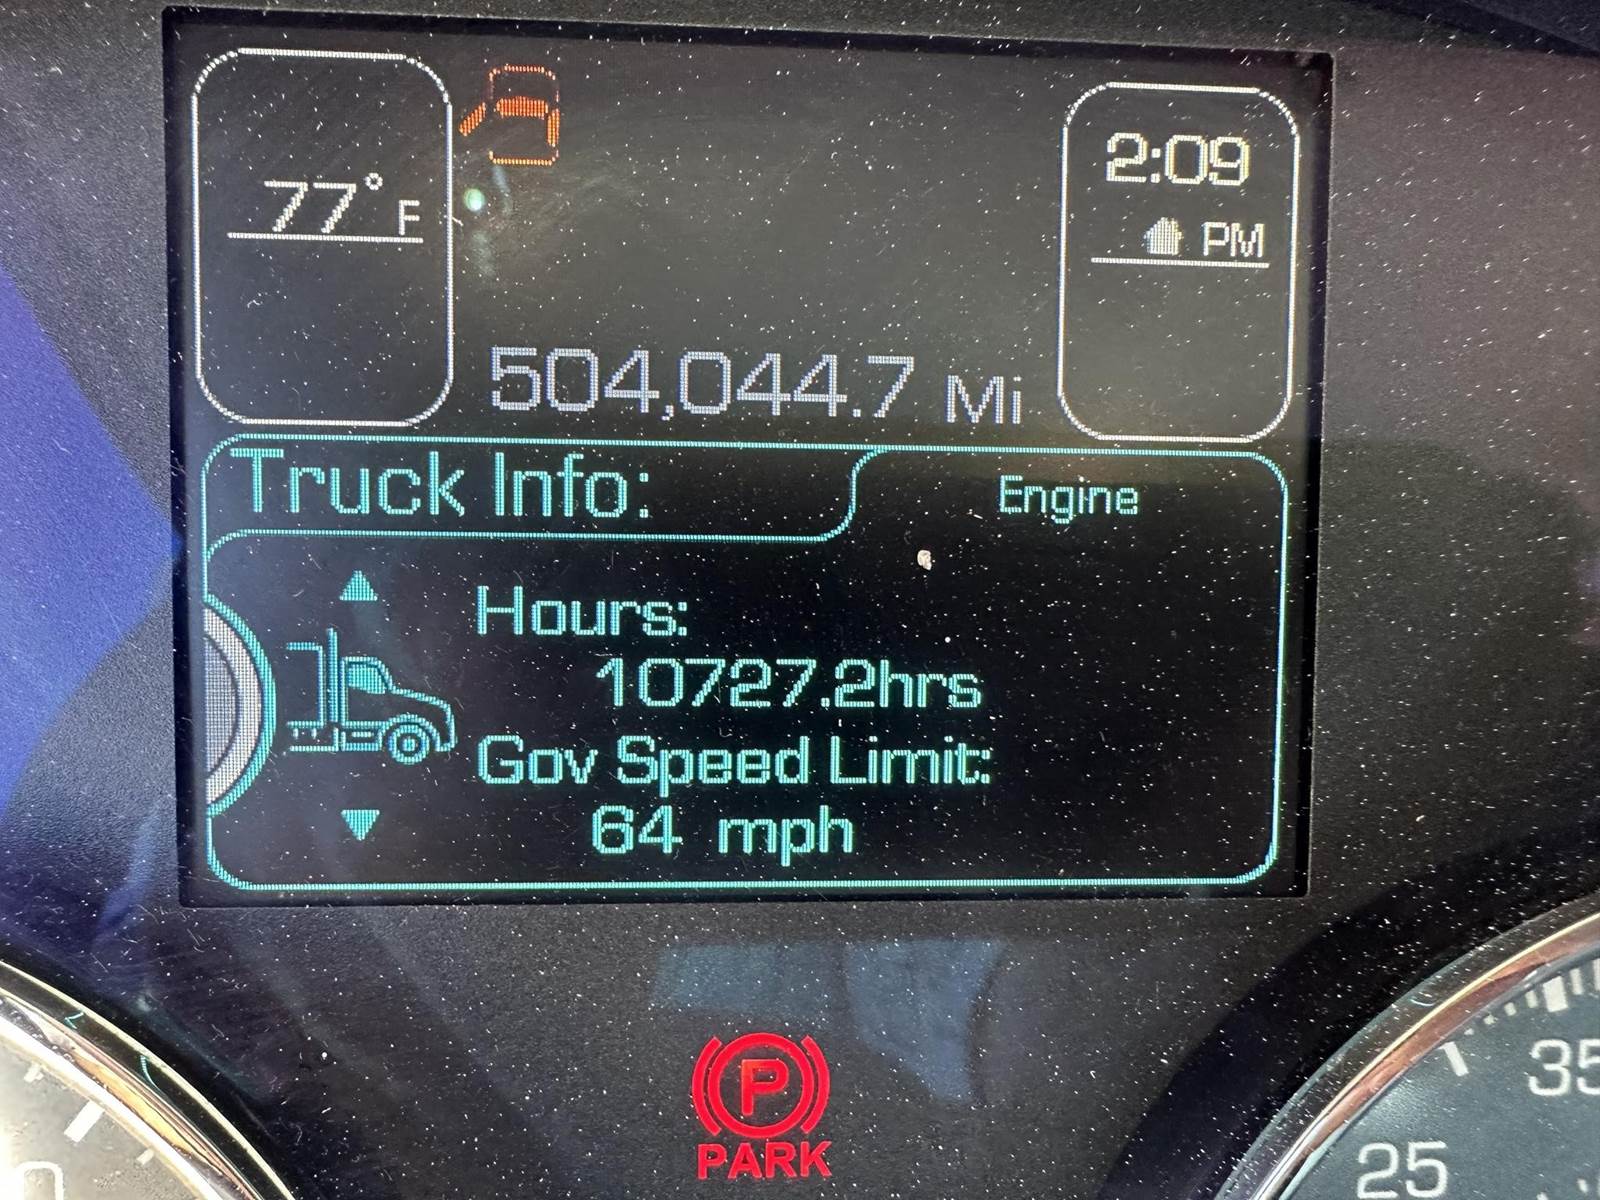 77° F
2:09
PM
504,044.7 Mi
Truck Info:
Engine
Hours:
10727.2hrs
Gov Speed Limit:
64 mph
P
PARK
35
25